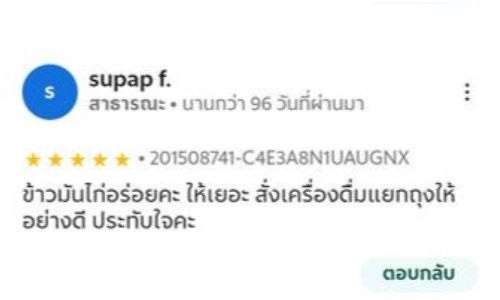 s
supap f.
สาธารณะ • นานกว่า 96 วันที่ผ่านมา
★★★★★ • 201508741-C4E3A8N1UAUGNX
ข้าวมันไก่อร่อยคะ ให้เยอะ สั่งเครื่องดื่มแยกถุงให้
อย่างดี ประทับใจคะ
ตอบกลับ